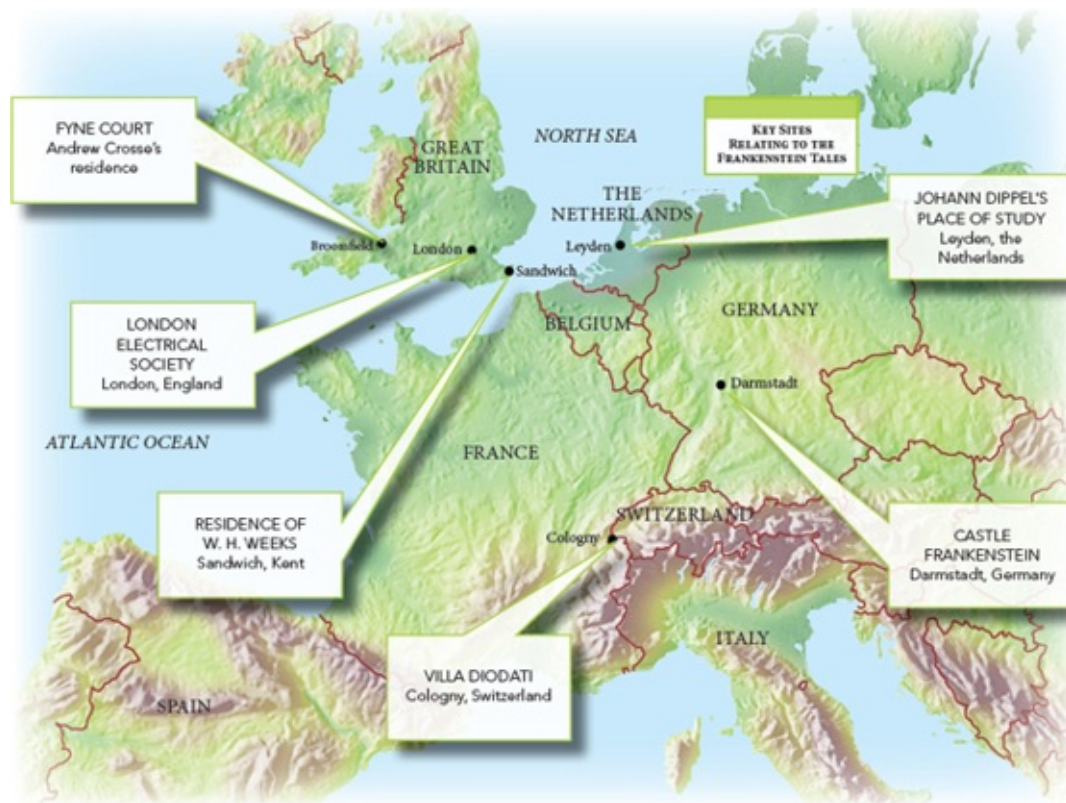 FYNE COURT
Andrew Crosse's
residence
GREAT
BRITAIN
NORTH SEA
KEY SITES
RELATING TO THE
FRANKENSTEIN TALES
THE
NETHERLANDS
JOHANN DIPPEL'S
PLACE OF STUDY
Leyden, the
Netherlands
Broomfield
London
Leyden
Sandwich
LONDON
ELECTRICAL
SOCIETY
London, England
BELGIUM
GERMANY
Darmstadt
ATLANTIC OCEAN
FRANCE
RESIDENCE OF
W. H. WEEKS
Sandwich, Kent
SWITZERLAND
Cologny
CASTLE
FRANKENSTEIN
Darmstadt, Germany
ITALY
VILLA DIODATI
Cologny, Switzerland
SPAIN